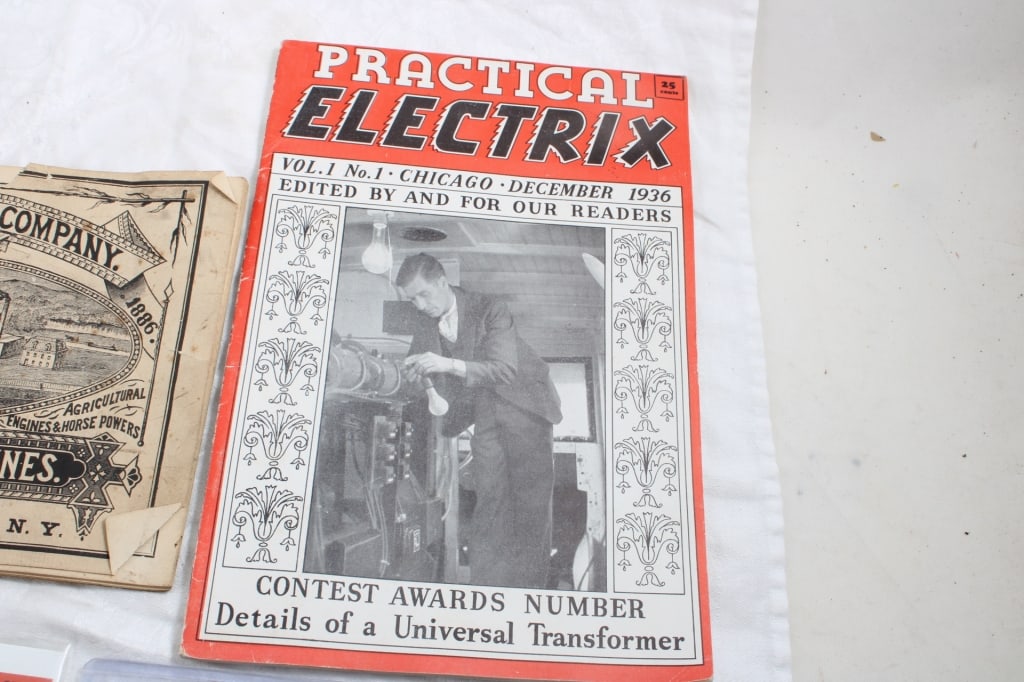 PRACTICAL
25
cents
ELECTRIX
VOL.1 No.1 · CHICAGO · DECEMBER 1936
EDITED BY AND FOR OUR READERS
CONTEST AWARDS NUMBER
Details of a Universal Transformer
COMPANY.
1886.
AGRICULTURAL
ENGINES & HORSE POWERS
NES.
N. Y.